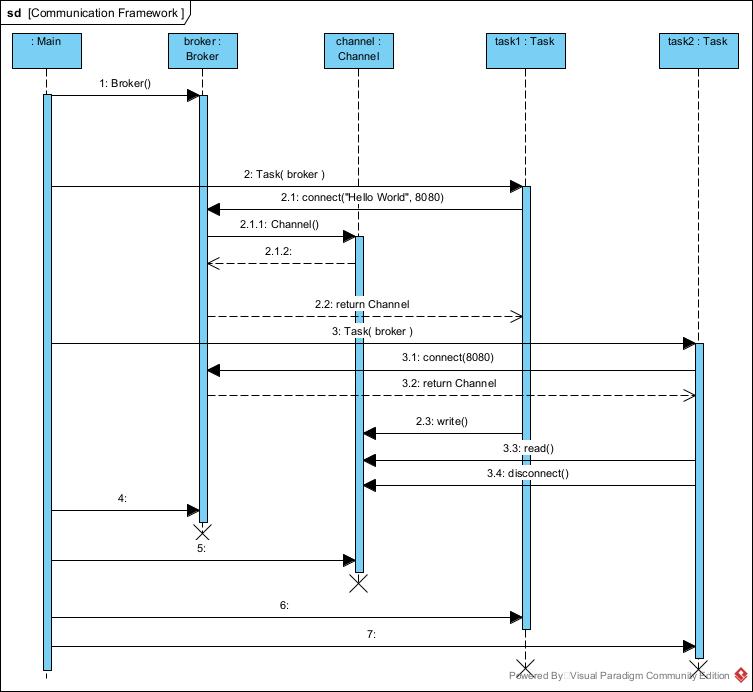 sd [Communication Framework ]
: Main
broker :
Broker
channel :
Channel
task1 : Task
task2 : Task
1: Broker()
2: Task( broker )
2.1: connect("Hello World", 8080)
2.1.1: Channel()
2.1.2:
2.2: return Channel
3: Task( broker )
3.1: connect(8080)
3.2: return Channel
2.3: write()
3.3: read()
3.4: disconnect()
4:
5:
6:
7:
Powered By Visual Paradigm Community Edition